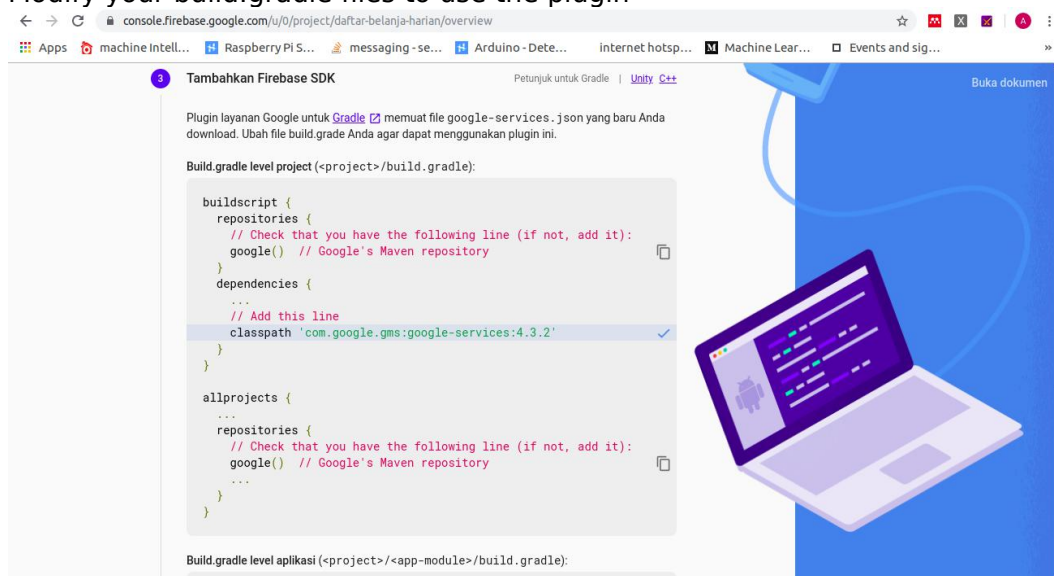 Modify your build.gradle files to use the plugin
console.firebase.google.com/u/0/project/daftar-belanja-harian/overview
Apps machine Intell... Raspberry Pi S... messaging - se... Arduino - Dete... internet hotsp... M Machine Lear... Events and sig... »
3 Tambahkan Firebase SDK Petunjuk untuk Gradle | Unity C++ Buka dokumen
Plugin layanan Google untuk Gradle memuat file google-services.json yang baru Anda
download. Ubah file build.grade Anda agar dapat menggunakan plugin ini.
Build.gradle level project (<project>/build.gradle):
buildscript {
repositories {
// Check that you have the following line (if not, add it):
google() // Google's Maven repository
}
dependencies {
...
// Add this line
classpath 'com.google.gms:google-services:4.3.2'
}
}
allprojects {
...
repositories {
// Check that you have the following line (if not, add it):
google() // Google's Maven repository
...
}
}
Build.gradle level aplikasi (<project>/<app-module>/build.gradle):